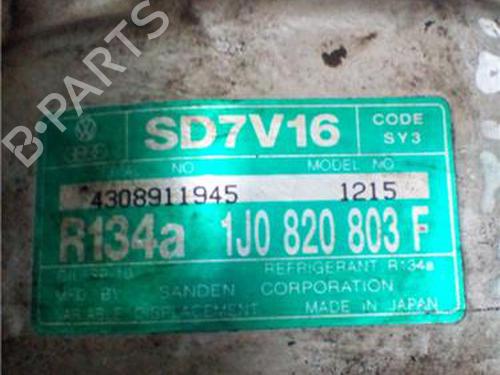 B-PARTS
SD7V16
CODE
SY3
NO
MODEL NO
4308911945
1215
R134a 1J0 820 803 F
REFRIGERANT R134a
MFD BY SANDEN CORPORATION
DISPLACEMENT MADE IN JAPAN